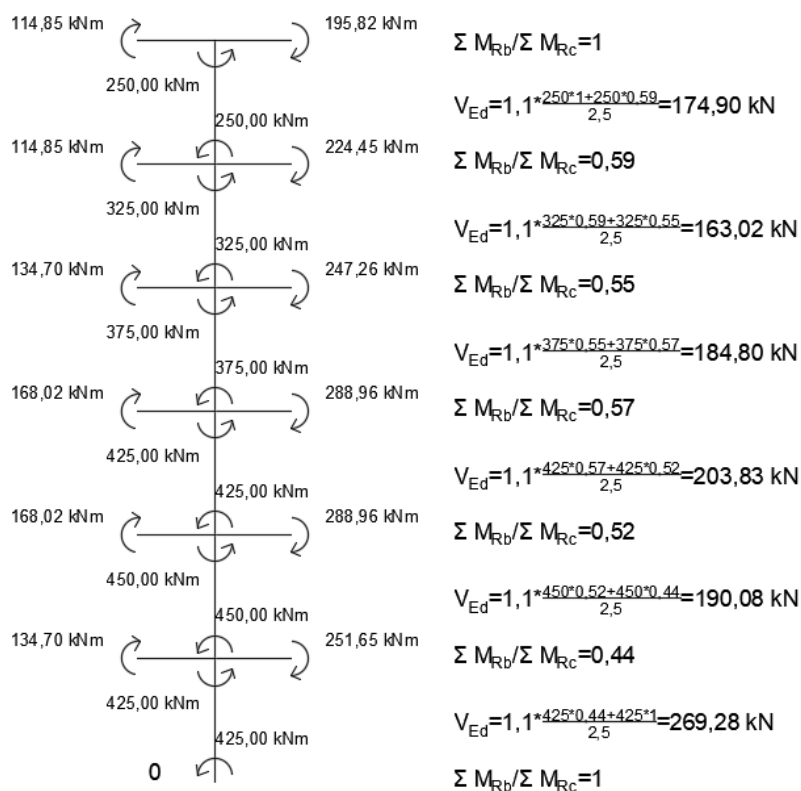 114,85 kNm 195,82 kNm
Σ M_Rb/Σ M_Rc=1
250,00 kNm
V_Ed=1,1*(250*1+250*0,59)/2,5=174,90 kN
250,00 kNm
114,85 kNm 224,45 kNm
Σ M_Rb/Σ M_Rc=0,59
325,00 kNm
V_Ed=1,1*(325*0,59+325*0,55)/2,5=163,02 kN
325,00 kNm
134,70 kNm 247,26 kNm
Σ M_Rb/Σ M_Rc=0,55
375,00 kNm
V_Ed=1,1*(375*0,55+375*0,57)/2,5=184,80 kN
375,00 kNm
168,02 kNm 288,96 kNm
Σ M_Rb/Σ M_Rc=0,57
425,00 kNm
V_Ed=1,1*(425*0,57+425*0,52)/2,5=203,83 kN
425,00 kNm
168,02 kNm 288,96 kNm
Σ M_Rb/Σ M_Rc=0,52
450,00 kNm
V_Ed=1,1*(450*0,52+450*0,44)/2,5=190,08 kN
450,00 kNm
134,70 kNm 251,65 kNm
Σ M_Rb/Σ M_Rc=0,44
425,00 kNm
V_Ed=1,1*(425*0,44+425*1)/2,5=269,28 kN
425,00 kNm
0
Σ M_Rb/Σ M_Rc=1